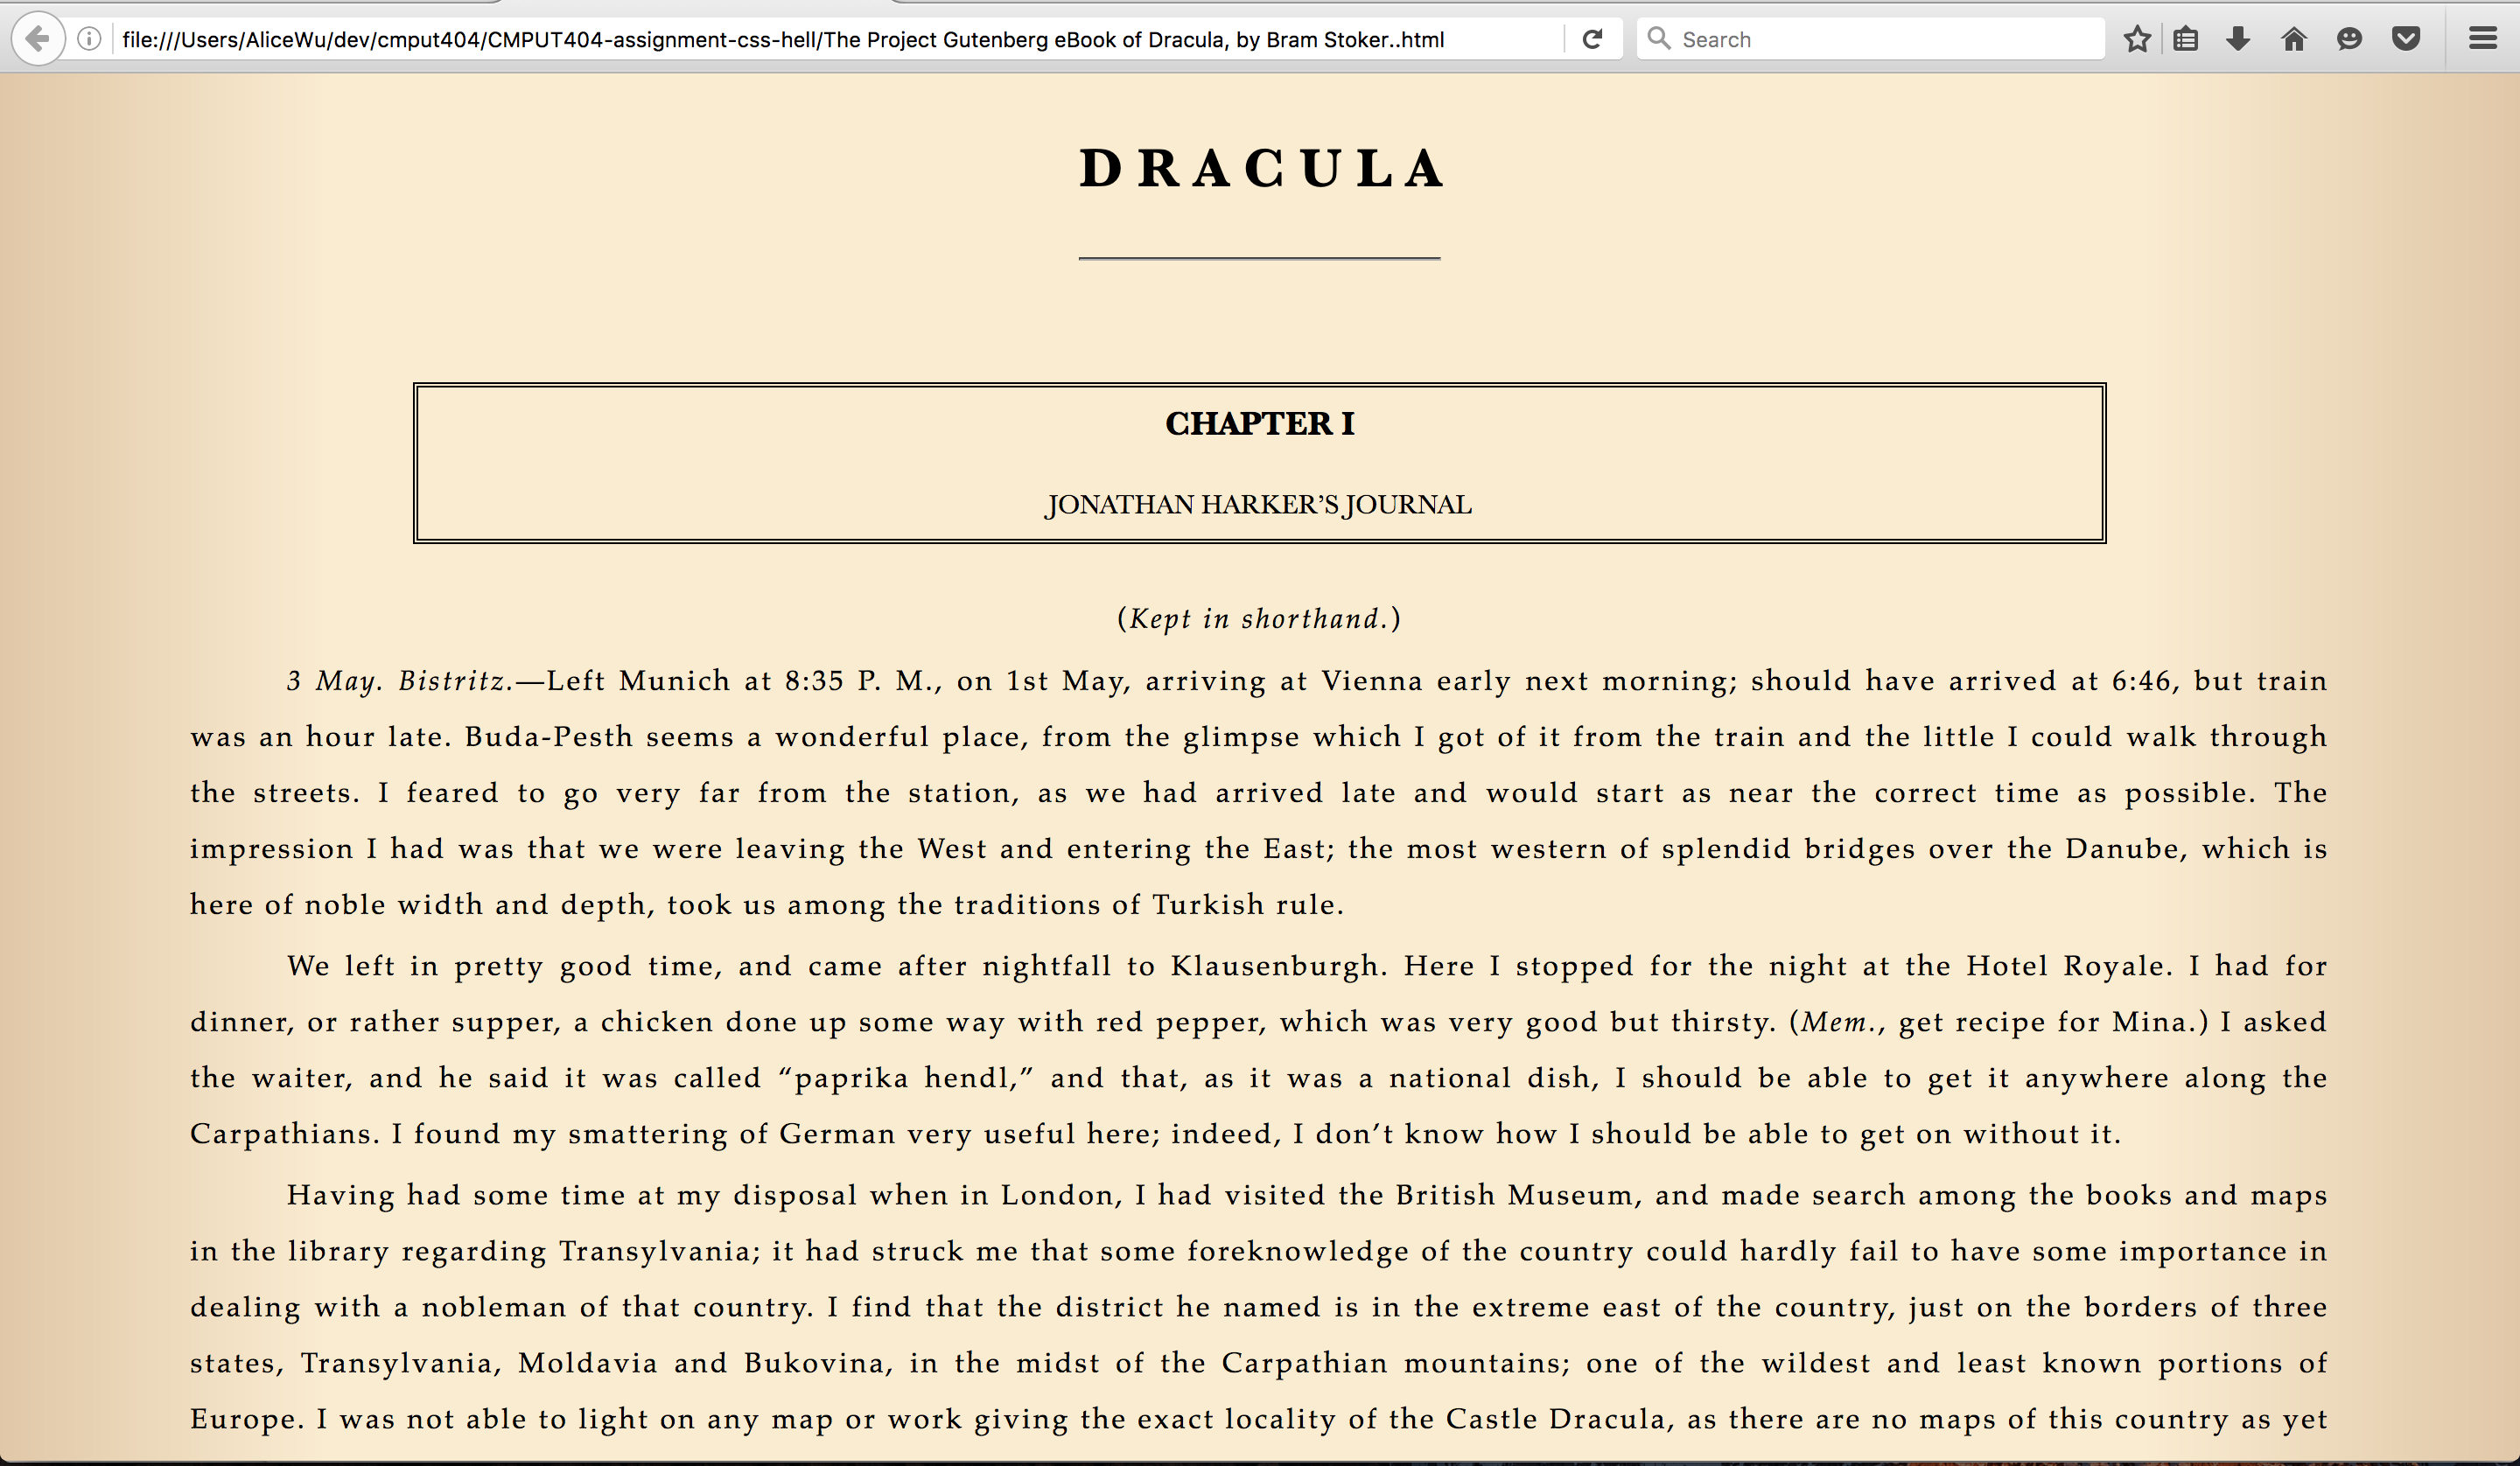 file:///Users/AliceWu/dev/cmput404/CMPUT404-assignment-css-hell/The Project Gutenberg eBook of Dracula, by Bram Stoker..html
Search
DRACULA
CHAPTER I
JONATHAN HARKER’S JOURNAL
(Kept in shorthand.)
3 May. Bistritz.—Left Munich at 8:35 P. M., on 1st May, arriving at Vienna early next morning; should have arrived at 6:46, but train
was an hour late. Buda-Pesth seems a wonderful place, from the glimpse which I got of it from the train and the little I could walk through
the streets. I feared to go very far from the station, as we had arrived late and would start as near the correct time as possible. The
impression I had was that we were leaving the West and entering the East; the most western of splendid bridges over the Danube, which is
here of noble width and depth, took us among the traditions of Turkish rule.
We left in pretty good time, and came after nightfall to Klausenburgh. Here I stopped for the night at the Hotel Royale. I had for
dinner, or rather supper, a chicken done up some way with red pepper, which was very good but thirsty. (Mem., get recipe for Mina.) I asked
the waiter, and he said it was called “paprika hendl,” and that, as it was a national dish, I should be able to get it anywhere along the
Carpathians. I found my smattering of German very useful here; indeed, I don’t know how I should be able to get on without it.
Having had some time at my disposal when in London, I had visited the British Museum, and made search among the books and maps
in the library regarding Transylvania; it had struck me that some foreknowledge of the country could hardly fail to have some importance in
dealing with a nobleman of that country. I find that the district he named is in the extreme east of the country, just on the borders of three
states, Transylvania, Moldavia and Bukovina, in the midst of the Carpathian mountains; one of the wildest and least known portions of
Europe. I was not able to light on any map or work giving the exact locality of the Castle Dracula, as there are no maps of this country as yet